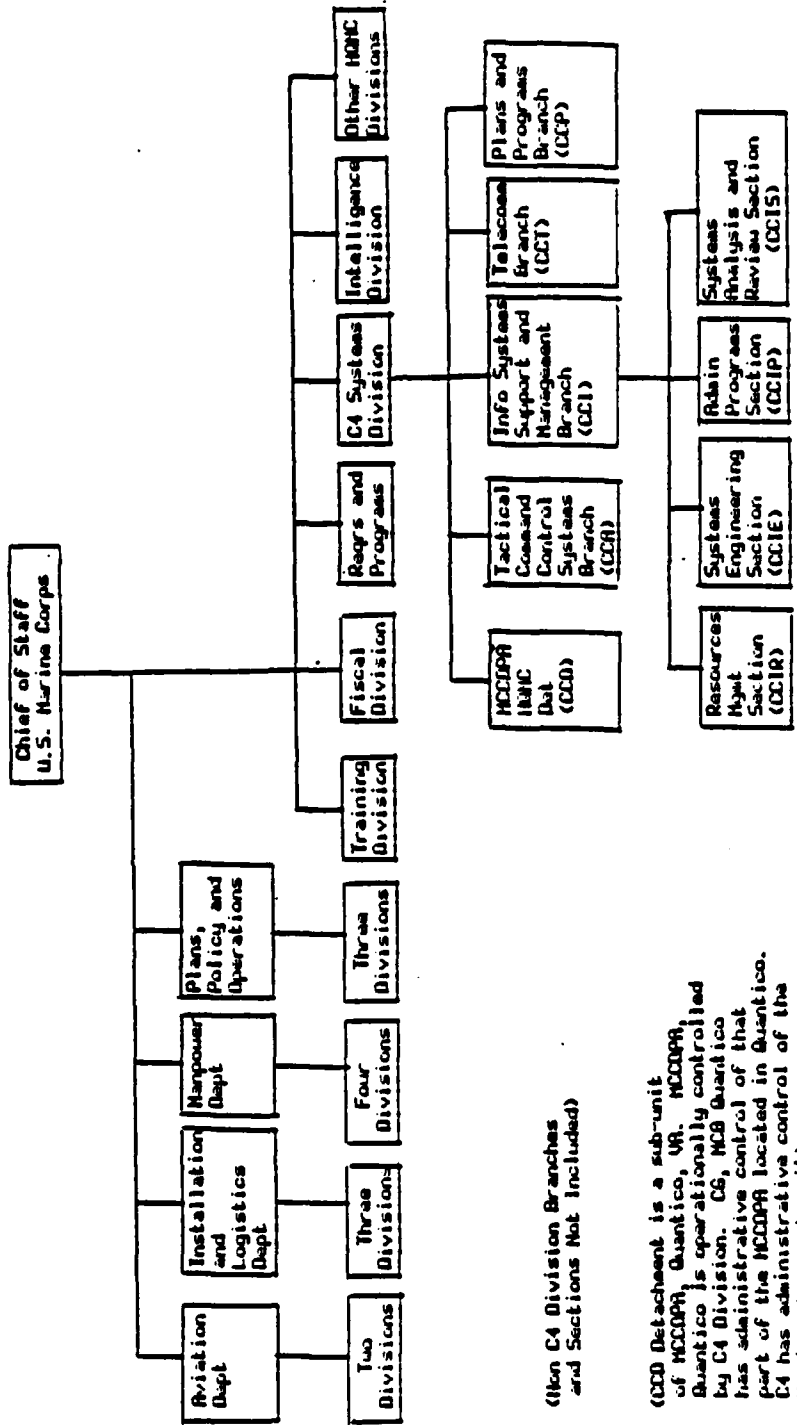 Chief of Staff
U.S. Marine Corps
Aviation
Dept
Installation
and
Logistics
Dept
Manpower
Dept
Plans,
Policy and
Operations
Two
Divisions
Three
Divisions
Four
Divisions
Three
Divisions
Training
Division
Fiscal
Division
Reqrs and
Programs
C4 Systems
Division
Intelligence
Division
Other HQMC
Divisions
MCCDPA
HQMC
Det
(CCD)
Tactical
Command
Control
Systems
Branch
(CCA)
Info Systems
Support and
Management
Branch
(CCI)
Telecomm
Branch
(CCT)
Plans and
Programs
Branch
(CCP)
Resources
Mgmt
Section
(CCIR)
Systems
Engineering
Section
(CCIE)
Admin
Programs
Section
(CCIP)
Systems
Analysis and
Review Section
(CCIS)
(Non C4 Division Branches
and Sections Not Included)
(CCD Detachment is a sub-unit
of MCCDPA, Quantico, VA. MCCDPA,
Quantico is operationally controlled
by C4 Division. CG, MCB Quantico
has administrative control of that
part of the MCCDPA located in Quantico.
C4 has administrative control of the